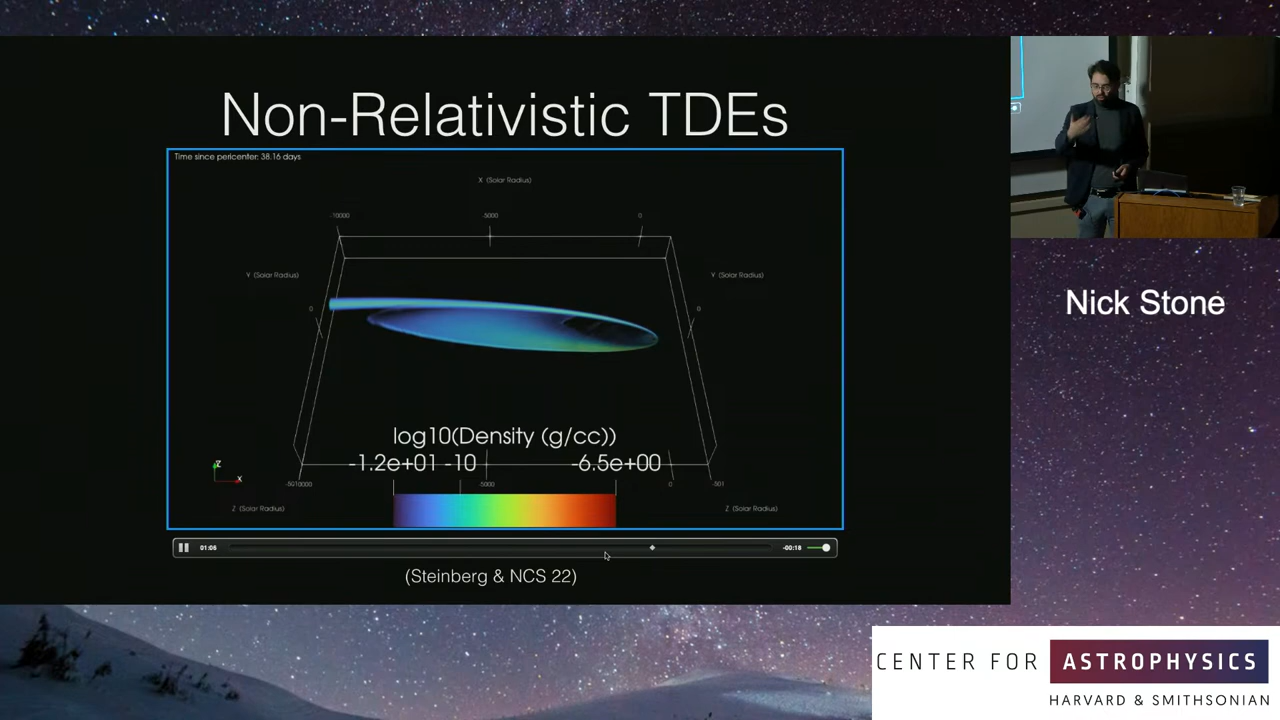 Non-Relativistic TDEs
Time since pericenter: 38.16 days
X (Solar Radius)
-10000 -5000 0
Y (Solar Radius) Y (Solar Radius)
0 0
log10(Density (g/cc))
-1.2e+01 -10 -6.5e+00
Z X
-5010000 -5000 0 -501
Z (Solar Radius) Z (Solar Radius)
01:05 -00:18
(Steinberg & NCS 22)
Nick Stone
CENTER FOR ASTROPHYSICS
HARVARD & SMITHSONIAN